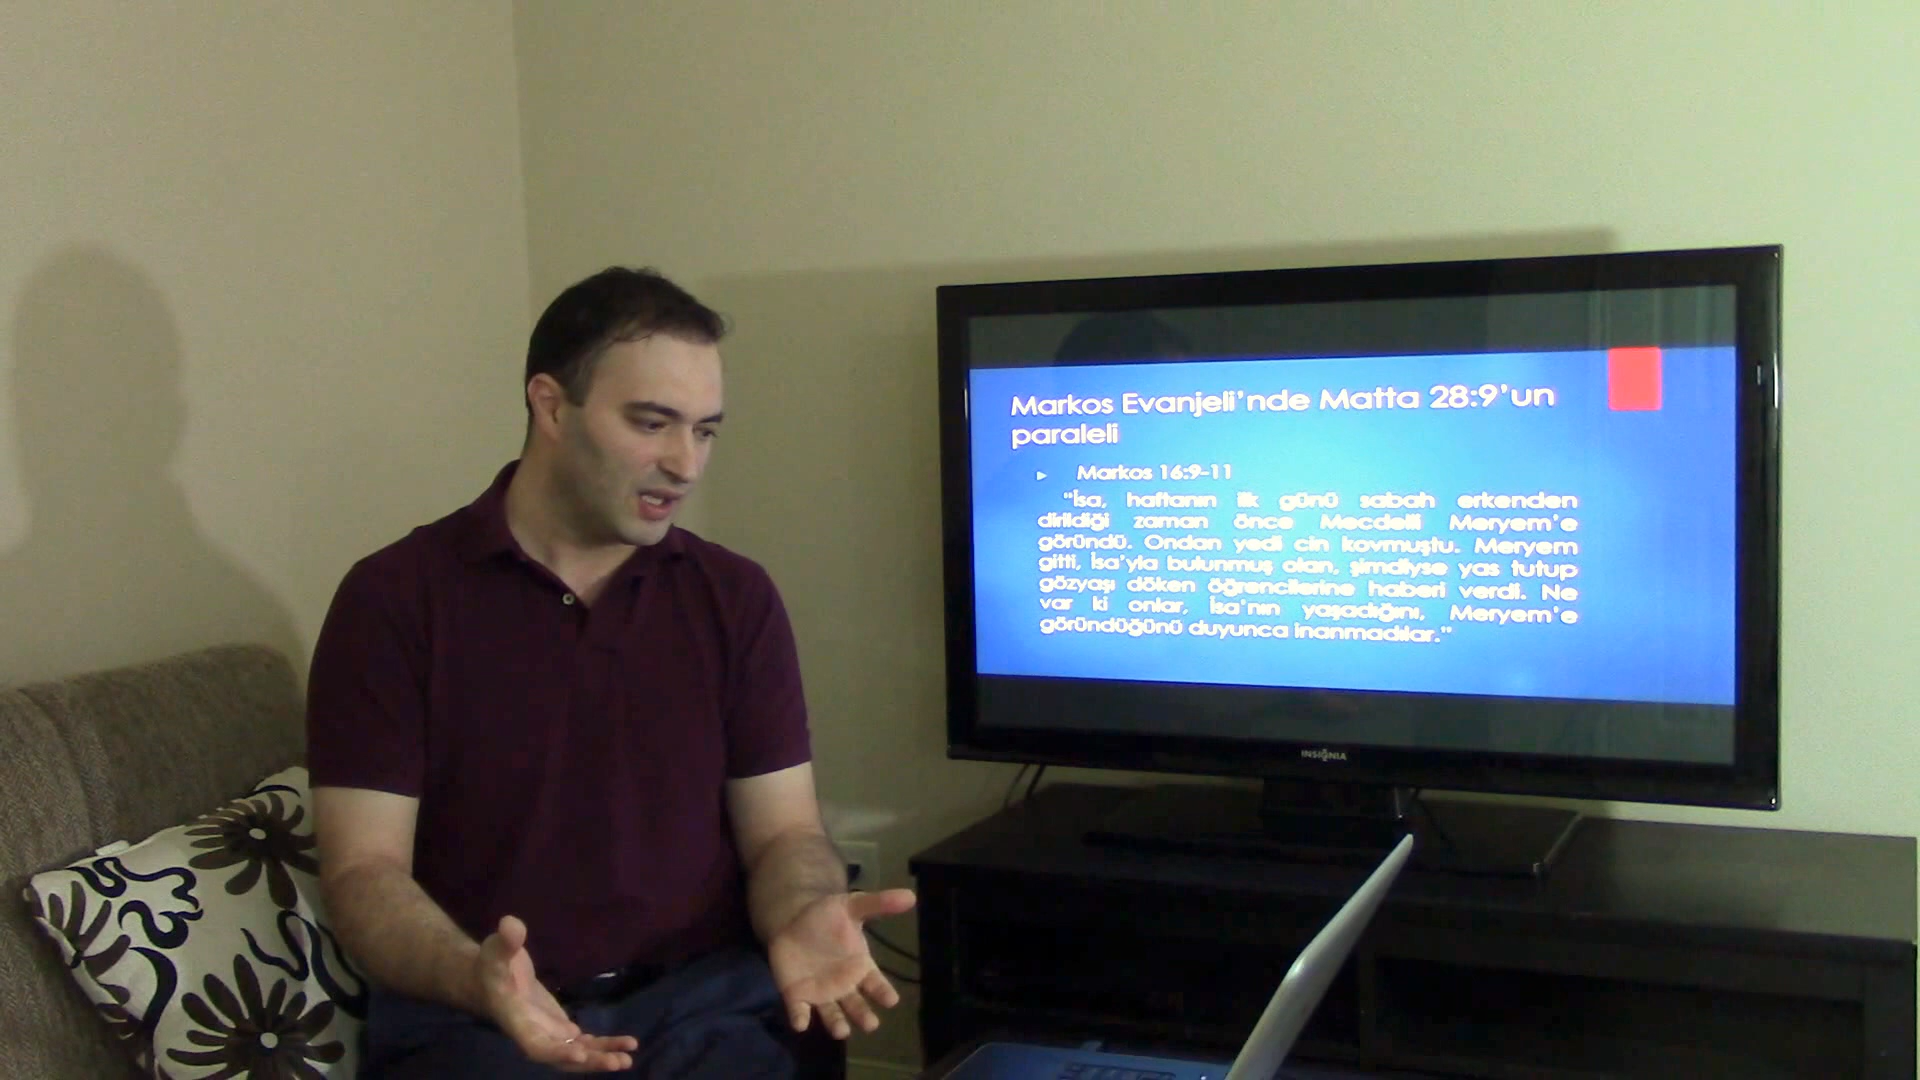 Markos Evanjeli'nde Matta 28:9'un
paraleli
Markos 16:9-11
"İsa, haftanın ilk günü sabah erkenden
dirildiği zaman önce Mecdelli Meryem'e
göründü. Ondan yedi cin kovmuştu. Meryem
gitti, İsa'yla bulunmuş olan, şimdiyse yas tutup
gözyaşı döken öğrencilerine haberi verdi. Ne
var ki onlar, İsa'nın yaşadığını, Meryem'e
göründüğünü duyunca inanmadılar."
INSIGNIA